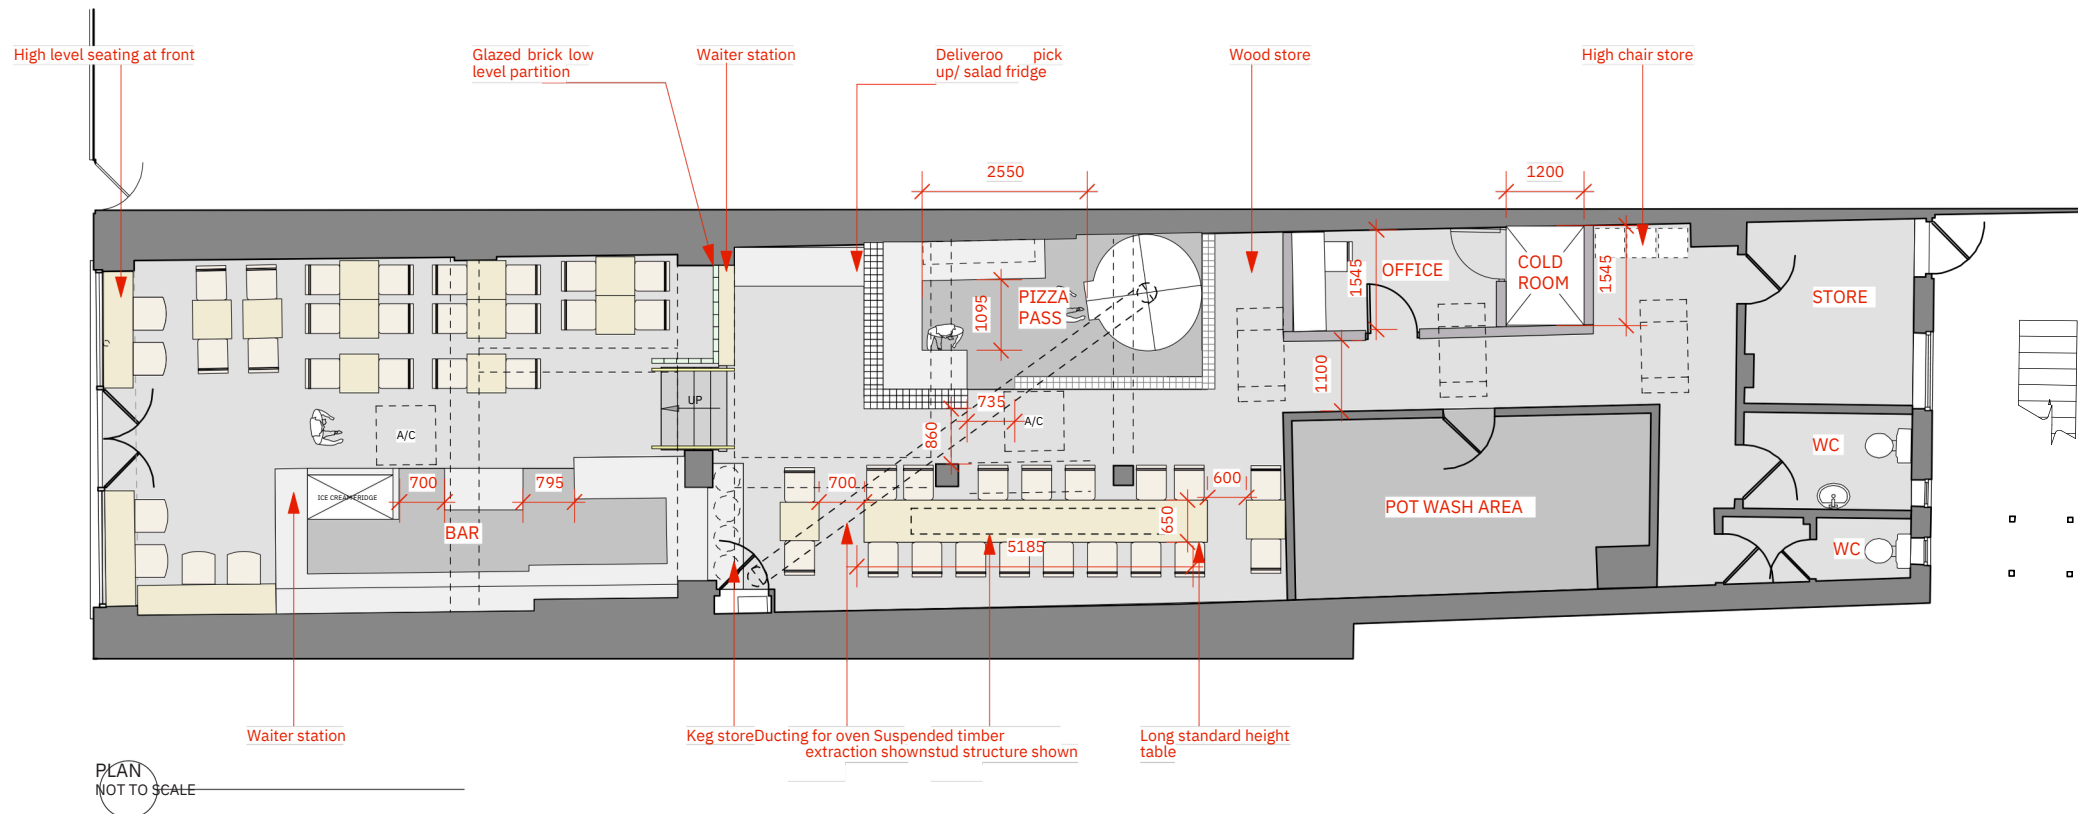 High level seating at front
Glazed brick low
level partition
Waiter station
Deliveroo pick
up/ salad fridge
Wood store
High chair store
2550
1200
1545
OFFICE
COLD
ROOM
1545
STORE
PIZZA
PASS
1095
1100
UP
735
A/C
A/C
860
WC
ICE CREAM FRIDGE
700
795
700
600
650
BAR
POT WASH AREA
5185
WC
Waiter station
Keg store
Ducting for oven
extraction shown
Suspended timber
stud structure shown
Long standard height
table
PLAN
NOT TO SCALE